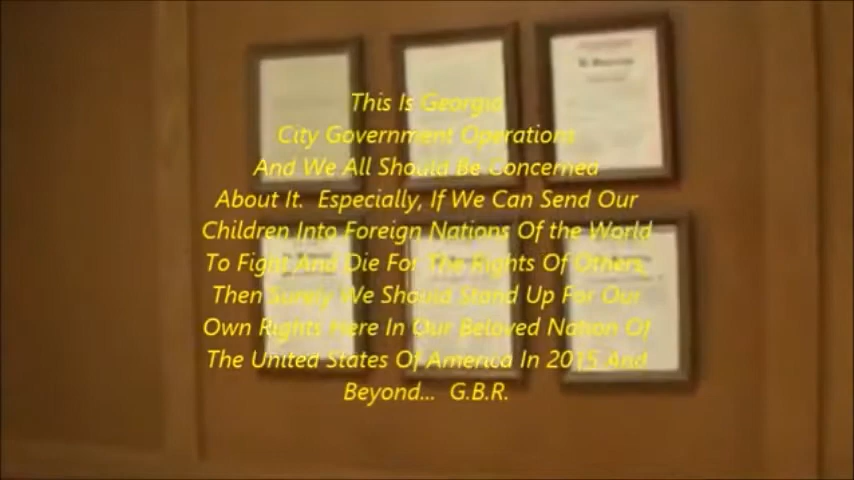 This Is Georgia
City Government Operations
And We All Should Be Concerned
About It.  Especially, If We Can Send Our
Children Into Foreign Nations Of the World
To Fight And Die For The Rights Of Others,
Then Surely We Should Stand Up For Our
Own Rights Here In Our Beloved Nation Of
The United States Of America In 2015 And
Beyond...  G.B.R.